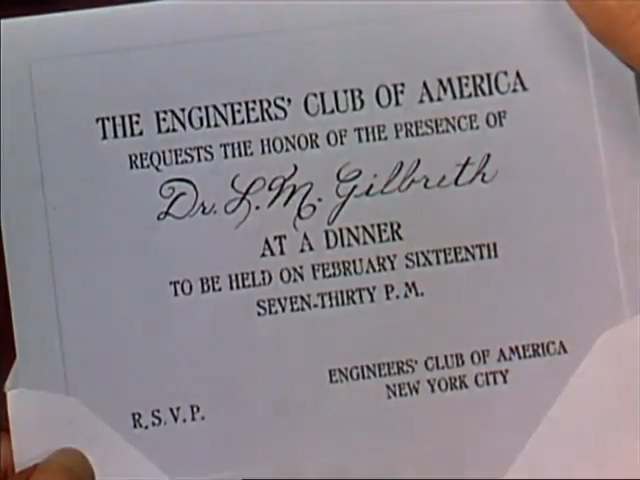 THE ENGINEERS' CLUB OF AMERICA
REQUESTS THE HONOR OF THE PRESENCE OF
Dr. L. M. Gilbreth
AT A DINNER
TO BE HELD ON FEBRUARY SIXTEENTH
SEVEN-THIRTY P.M.
ENGINEERS' CLUB OF AMERICA
NEW YORK CITY
R.S.V.P.